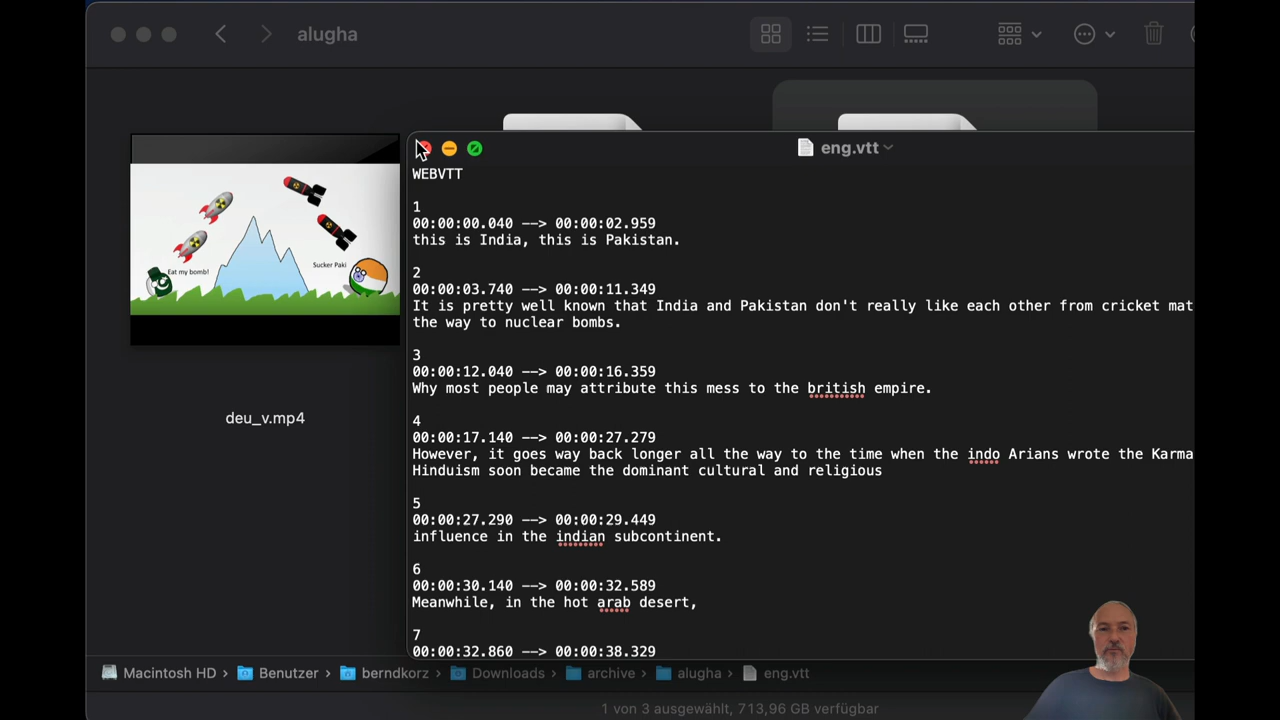 alugha
eng.vtt
WEBVTT
1
00:00:00.040 --> 00:00:02.959
this is India, this is Pakistan.
2
00:00:03.740 --> 00:00:11.349
It is pretty well known that India and Pakistan don't really like each other from cricket mat
the way to nuclear bombs.
3
00:00:12.040 --> 00:00:16.359
Why most people may attribute this mess to the british empire.
4
00:00:17.140 --> 00:00:27.279
However, it goes way back longer all the way to the time when the indo Arians wrote the Karma
Hinduism soon became the dominant cultural and religious
5
00:00:27.290 --> 00:00:29.449
influence in the indian subcontinent.
6
00:00:30.140 --> 00:00:32.589
Meanwhile, in the hot arab desert,
7
00:00:32.860 --> 00:00:38.329
Eat my bomb!
Sucker Paki
deu_v.mp4
Macintosh HD › Benutzer › berndkorz › Downloads › archive › alugha › eng.vtt
1 von 3 ausgewählt, 713,96 GB verfügbar